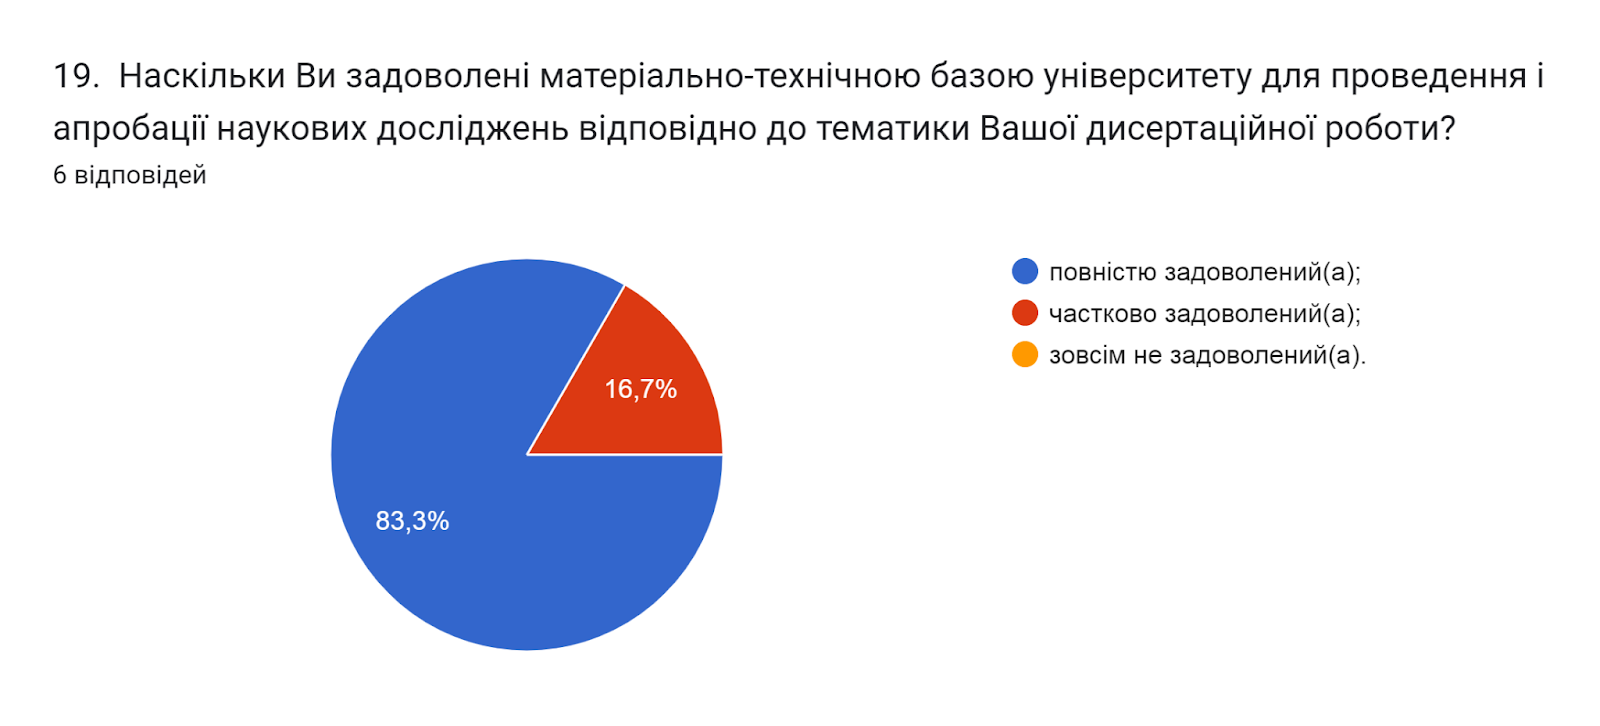 19. Наскільки Ви задоволені матеріально-технічною базою університету для проведення і
апробації наукових досліджень відповідно до тематики Вашої дисертаційної роботи?
6 відповідей
повністю задоволений(а);
частково задоволений(а);
зовсім не задоволений(а).
16,7%
83,3%